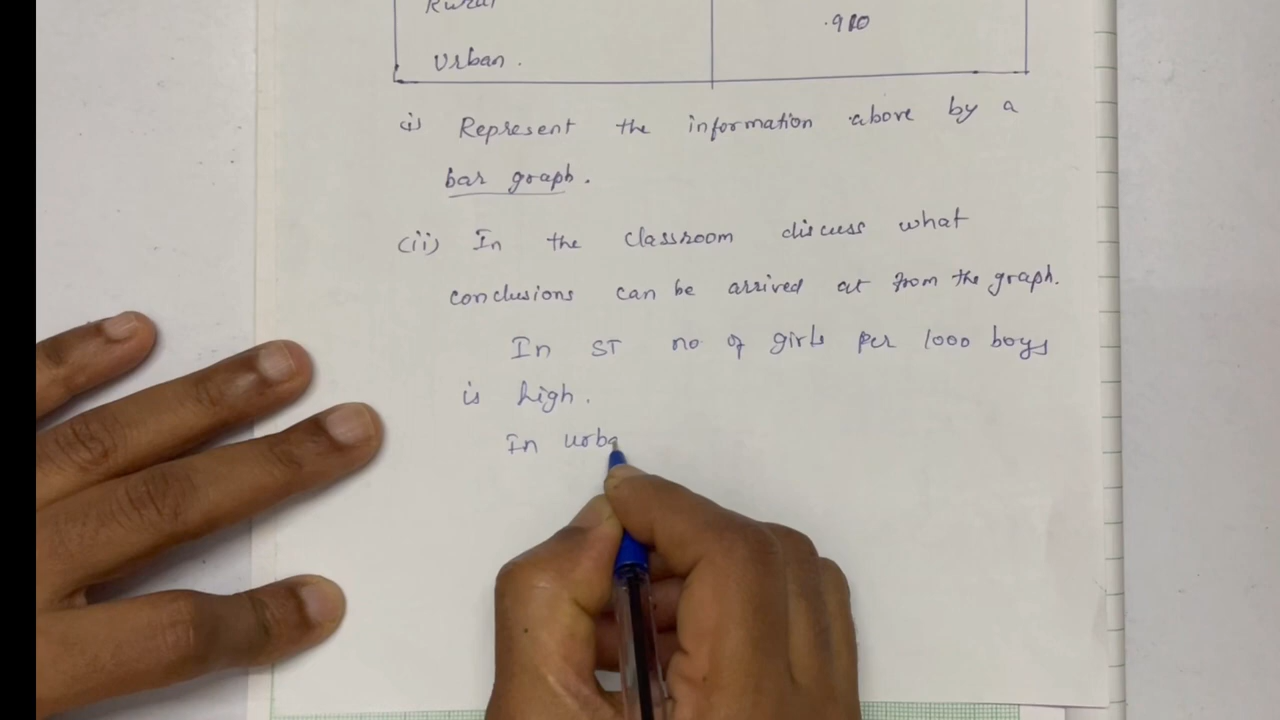 Rural
.910
Urban .
(i) Represent the information above by a
bar graph .
(ii) In the classroom discuss what
conclusions can be arrived at from the graph.
In ST no of girls per 1000 boys
is high .
In urba